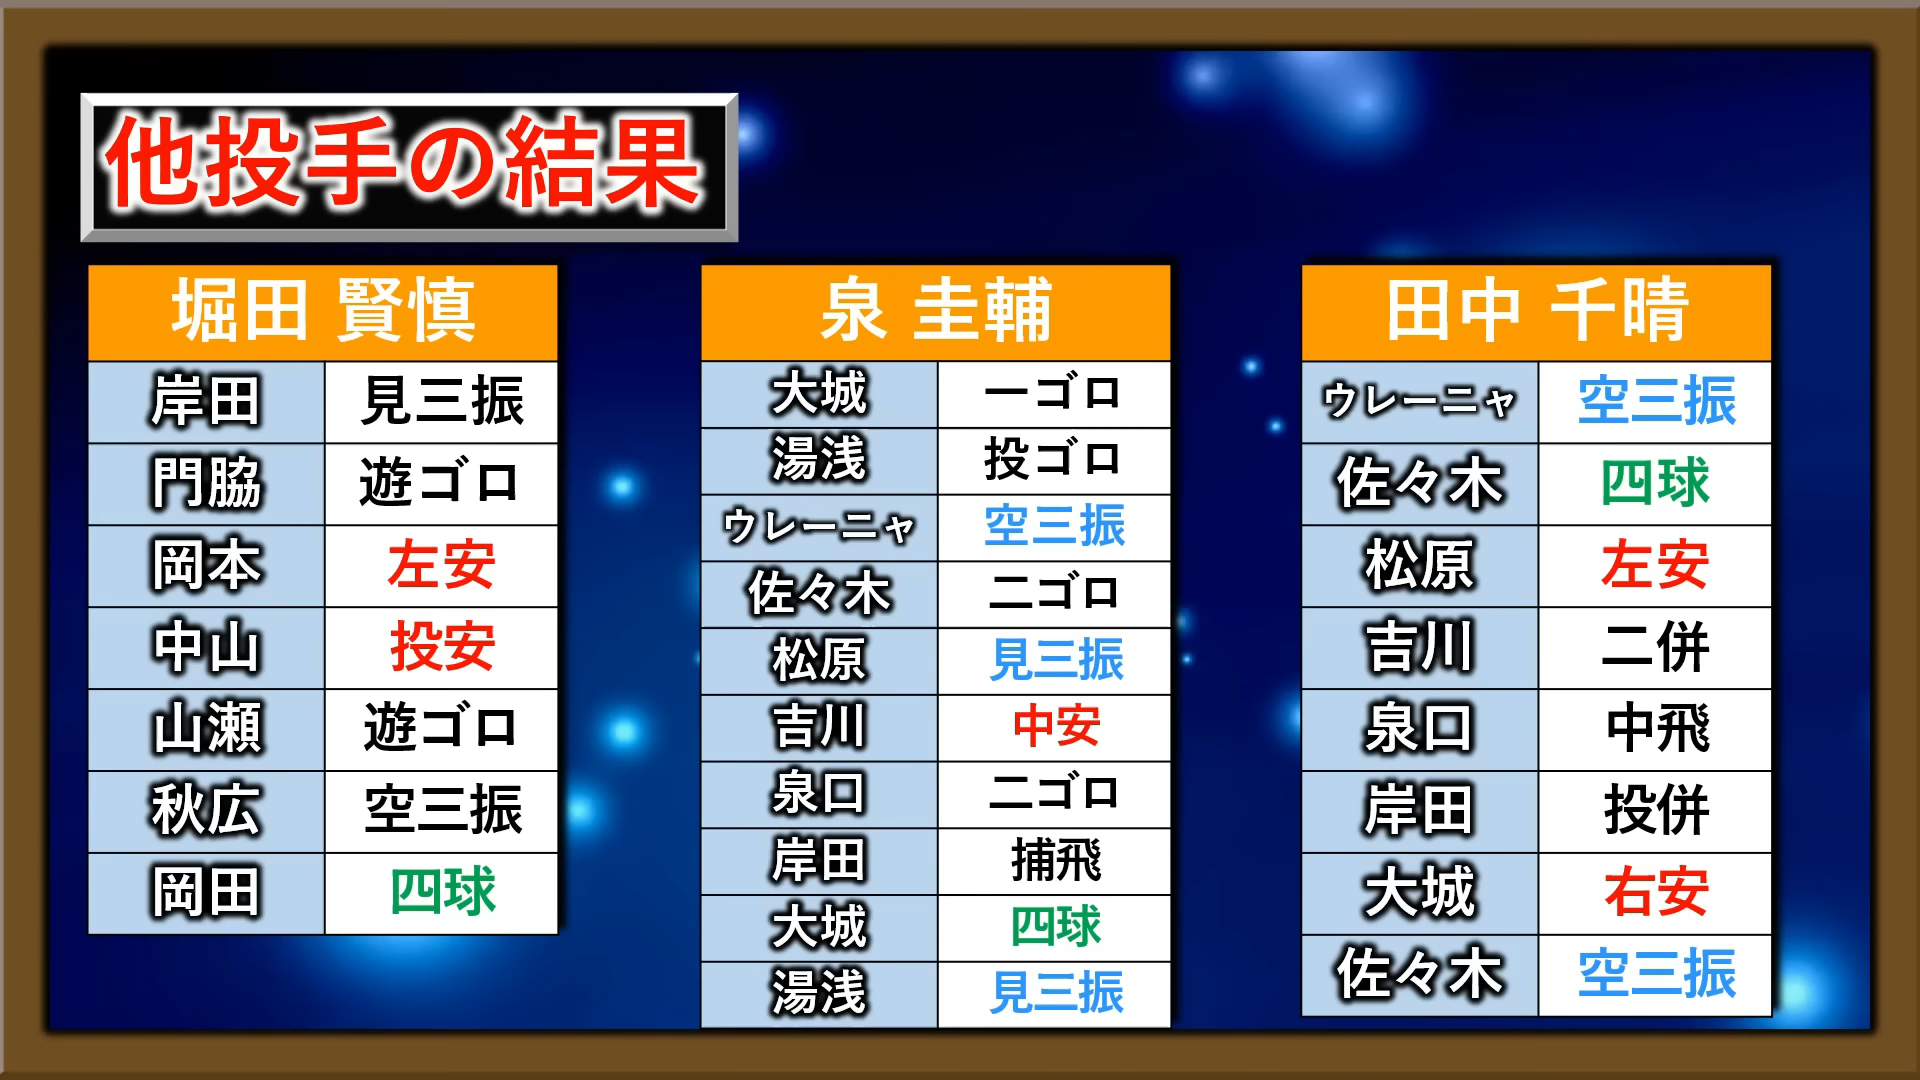 他投手の結果
堀田 賢慎
岸田 見三振
門脇 遊ゴロ
岡本 左安
中山 投安
山瀬 遊ゴロ
秋広 空三振
岡田 四球
泉 圭輔
大城 一ゴロ
湯浅 投ゴロ
ウレーニャ 空三振
佐々木 二ゴロ
松原 見三振
吉川 中安
泉口 二ゴロ
岸田 捕飛
大城 四球
湯浅 見三振
田中 千晴
ウレーニャ 空三振
佐々木 四球
松原 左安
吉川 二併
泉口 中飛
岸田 投併
大城 右安
佐々木 空三振